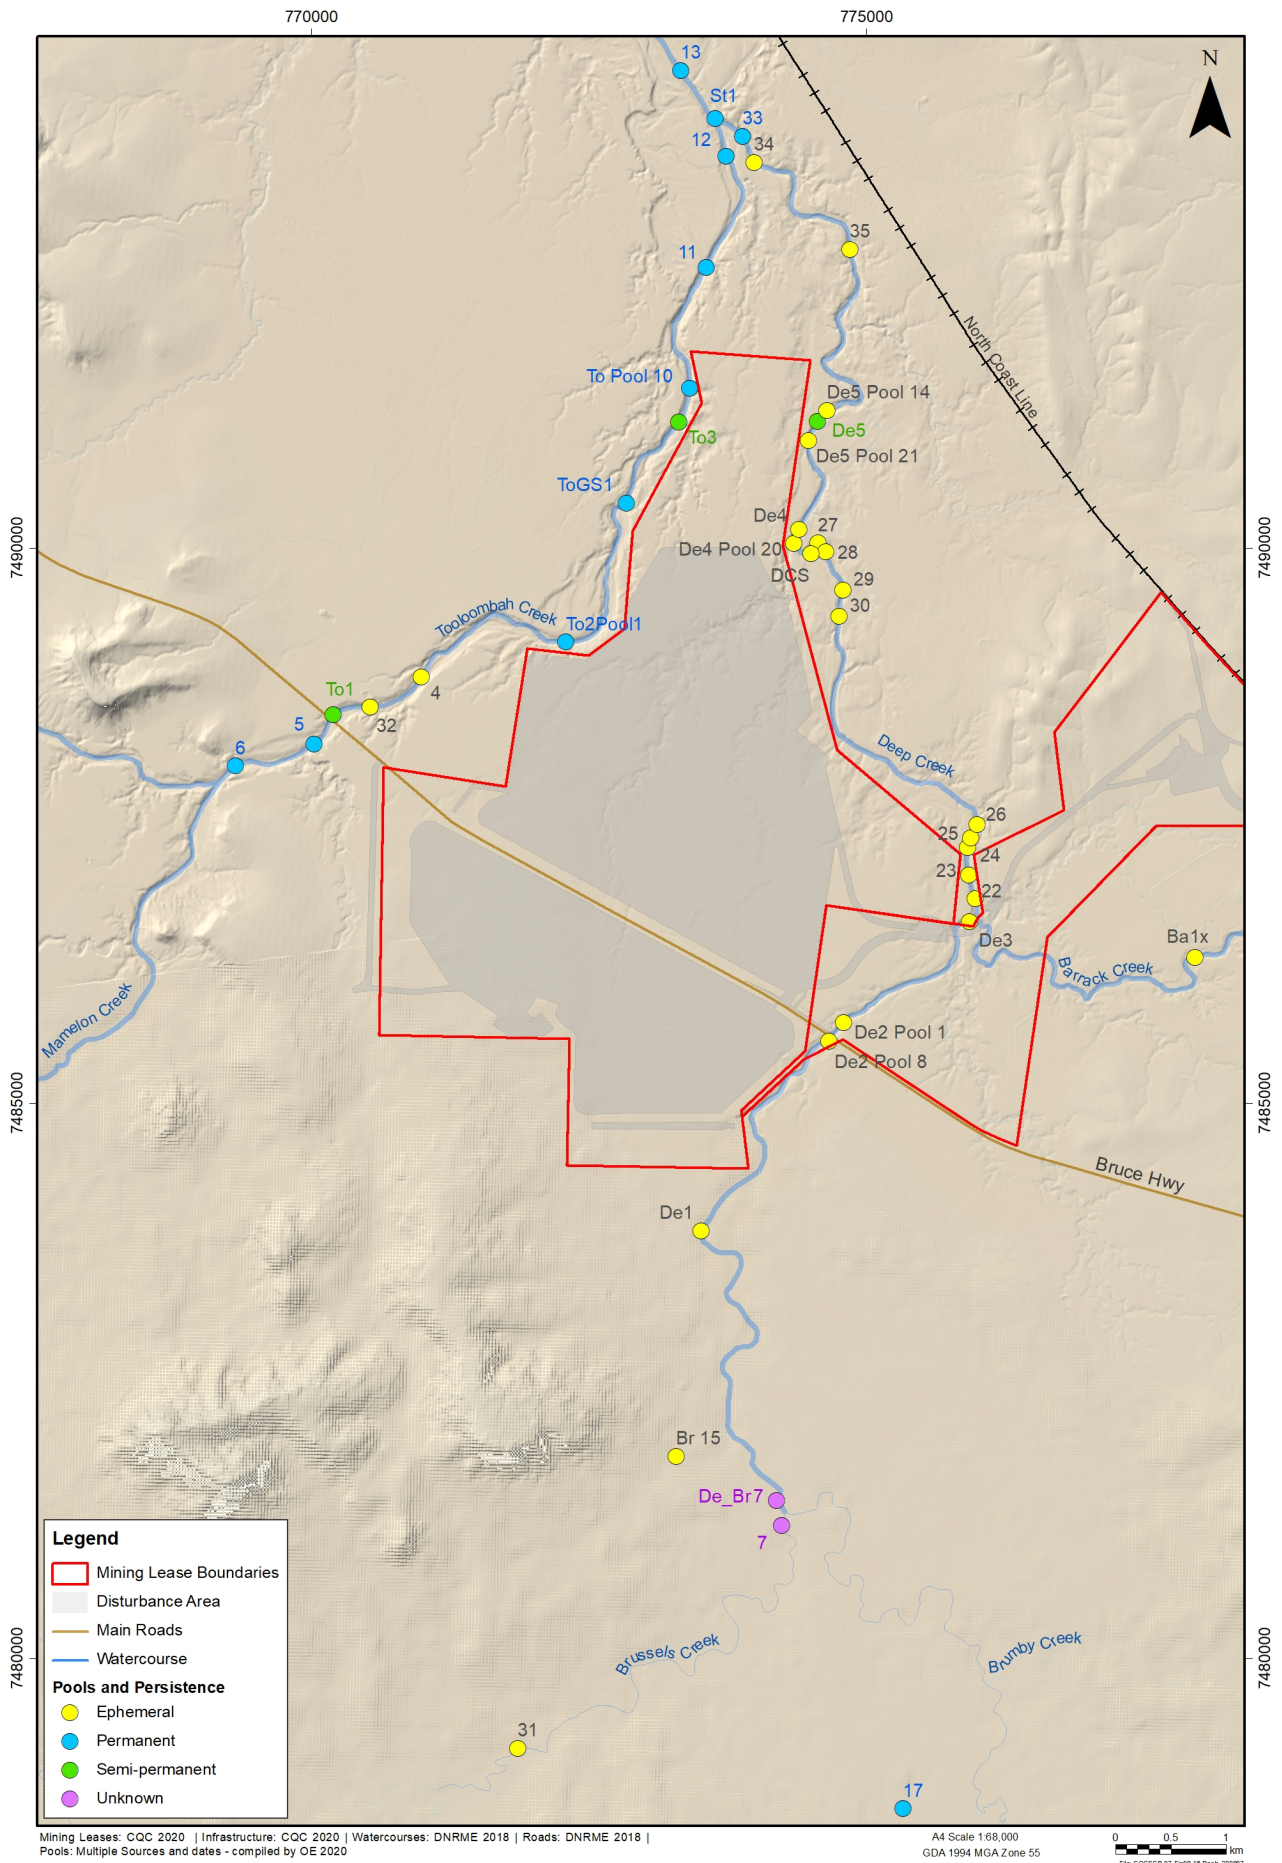 770000
775000
N
13
St1
33
12
34
35
11
North Coast Line
To Pool 10
De5 Pool 14
To3
De5
De5 Pool 21
ToGS1
De4
27
7490000
7490000
De4 Pool 20
28
DCS
29
30
Tooloombah Creek
To2Pool1
4
To1
32
5
6
Deep Creek
26
25
24
23
22
De3
Ba1x
Barrack Creek
Mamelon Creek
De2 Pool 1
De2 Pool 8
7485000
7485000
Bruce Hwy
De1
Br 15
De_Br7
7
Brussels Creek
Brumby Creek
7480000
7480000
31
17
Legend
Mining Lease Boundaries
Disturbance Area
Main Roads
Watercourse
Pools and Persistence
Ephemeral
Permanent
Semi-permanent
Unknown
Mining Leases: CQC 2020 | Infrastructure: CQC 2020 | Watercourses: DNRME 2018 | Roads: DNRME 2018 |
Pools: Multiple Sources and dates - compiled by OE 2020
A4 Scale 1:68,000
GDA 1994 MGA Zone 55
0 0.5 1
km